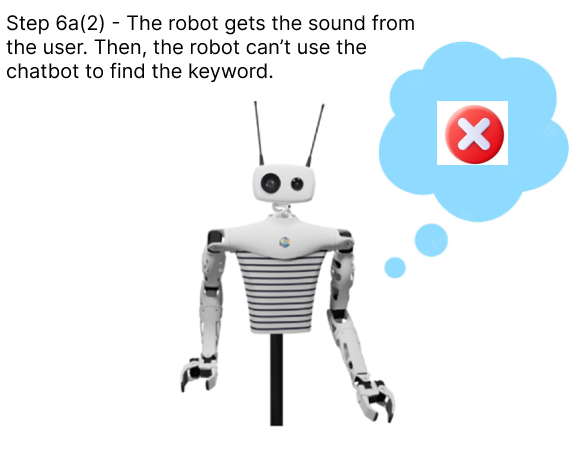 Step 6a(2) - The robot gets the sound from
the user. Then, the robot can’t use the
chatbot to find the keyword.